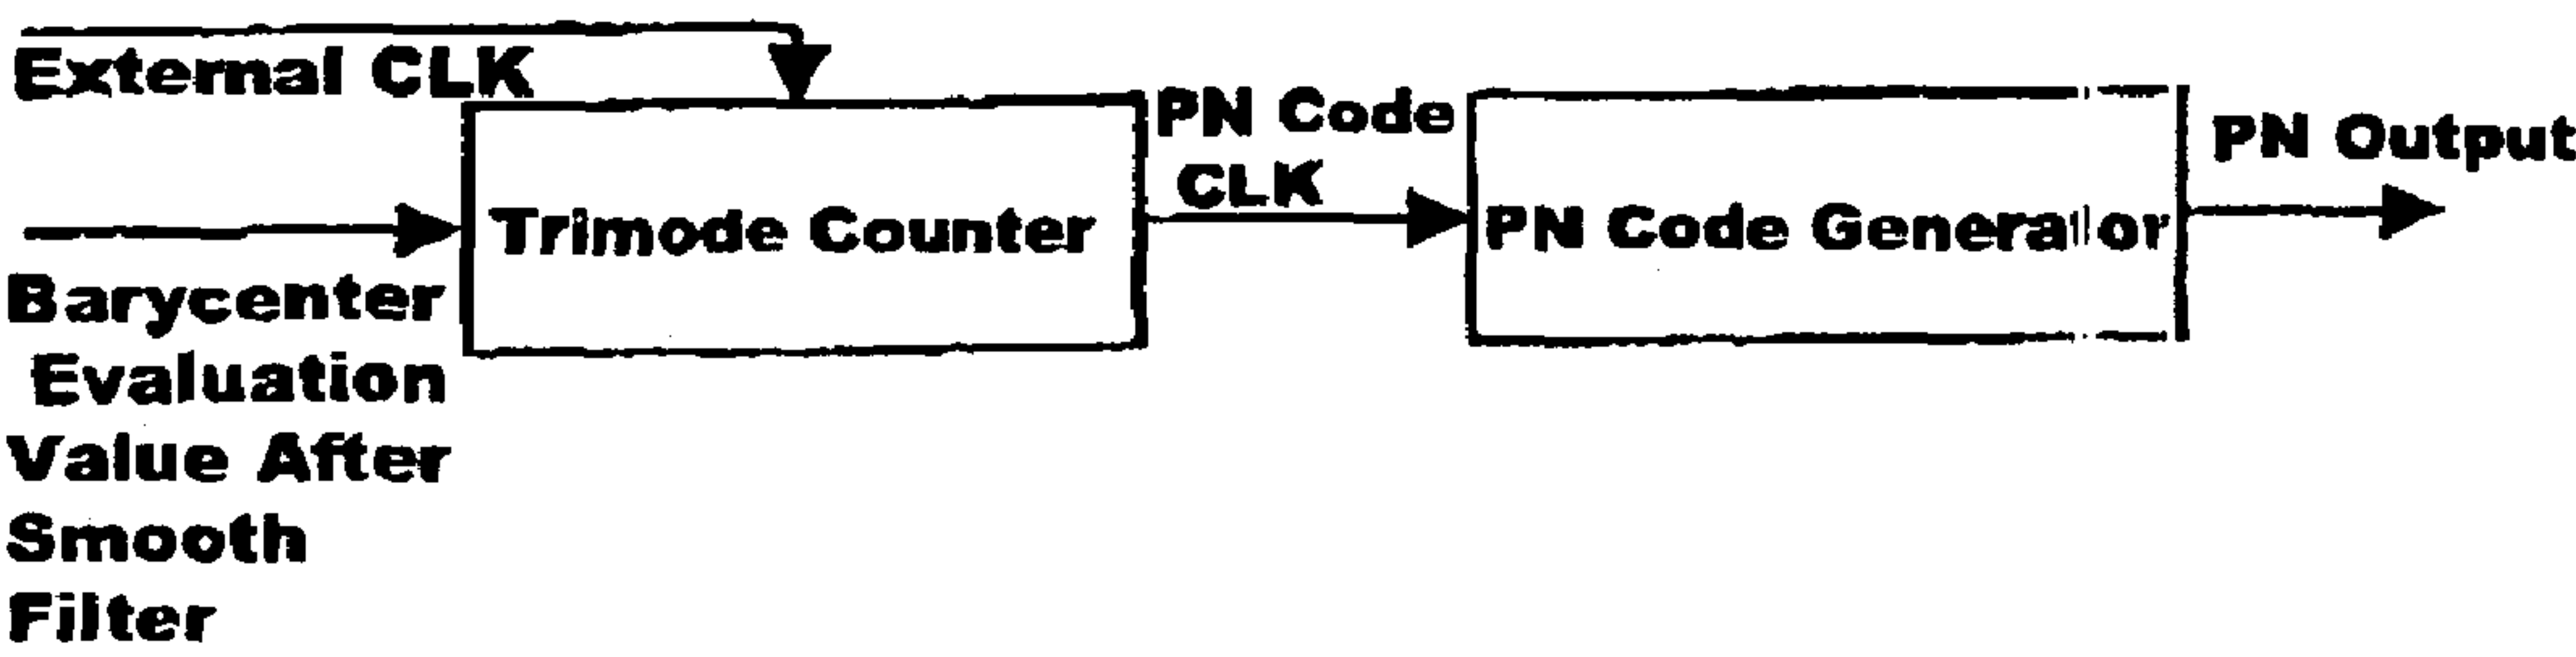 External CLK
PN Code
CLK
PN Output
Trimode Counter
PN Code Generator
Barycenter
Evaluation
Value After
Smooth
Filter